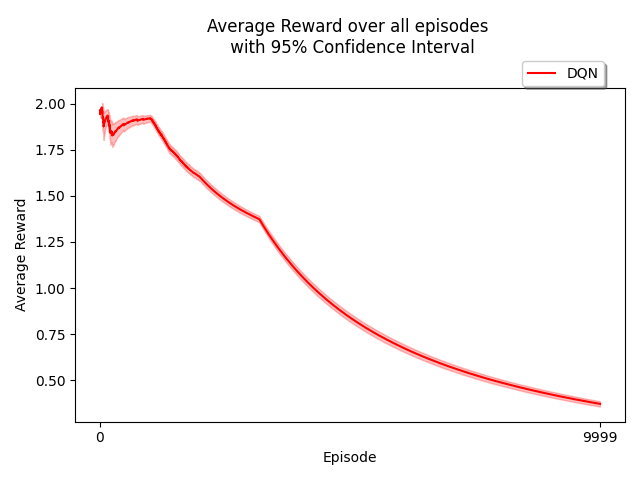 Average Reward over all episodes
with 95% Confidence Interval
DQN
2.00
1.75
1.50
1.25
1.00
0.75
0.50
Average Reward
0 9999
Episode